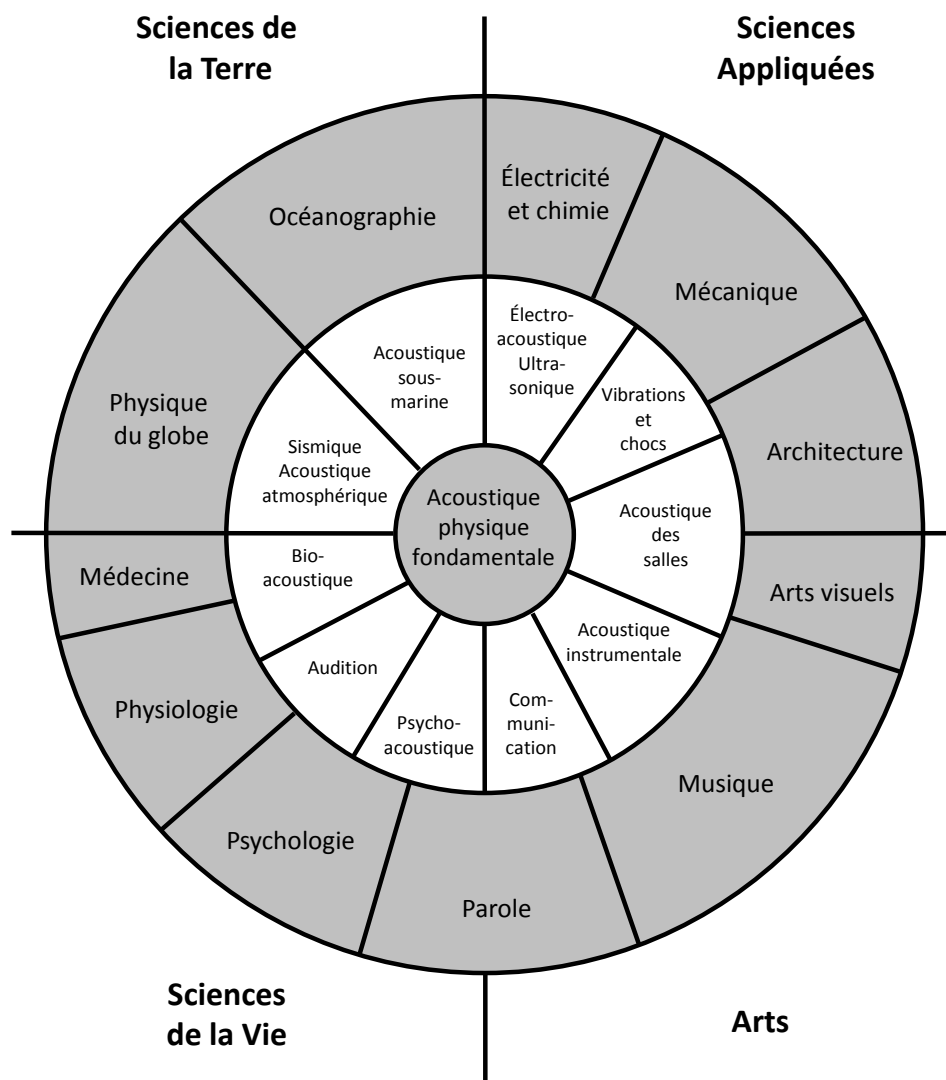 Sciences de
la Terre
Sciences
Appliquées
Océanographie
Électricité
et chimie
Mécanique
Physique
du globe
Architecture
Acoustique
sous-
marine
Électro-
acoustique
Ultra-
sonique
Vibrations
et
chocs
Sismique
Acoustique
atmosphérique
Acoustique
physique
fondamentale
Acoustique
des
salles
Médecine
Bio-
acoustique
Arts visuels
Physiologie
Audition
Psycho-
acoustique
Com-
muni-
cation
Acoustique
instrumentale
Musique
Psychologie
Parole
Sciences
de la Vie
Arts